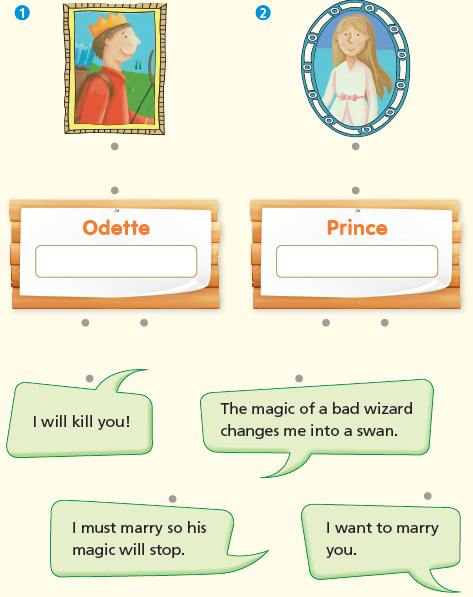 1
2
Odette
Prince
I will kill you!
The magic of a bad wizard
changes me into a swan.
I must marry so his
magic will stop.
I want to marry
you.